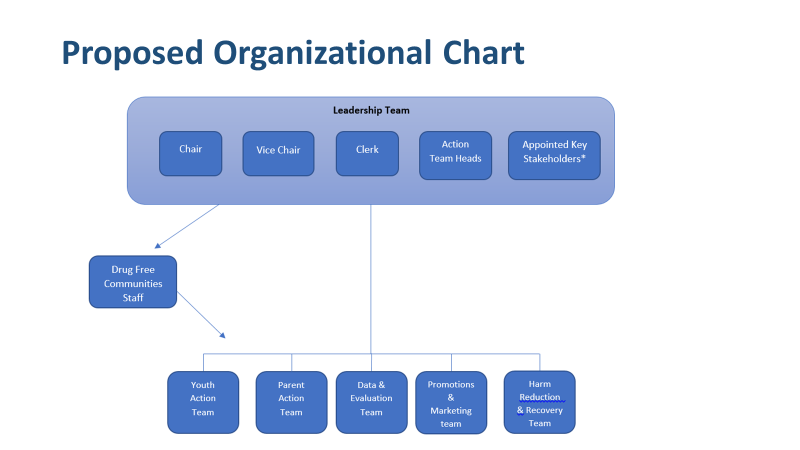 Proposed Organizational Chart
Leadership Team
Chair
Vice Chair
Clerk
Action
Team Heads
Appointed Key
Stakeholders*
Drug Free
Communities
Staff
Youth
Action
Team
Parent
Action
Team
Data &
Evaluation
Team
Promotions
&
Marketing
team
Harm
Reduction
& Recovery
Team